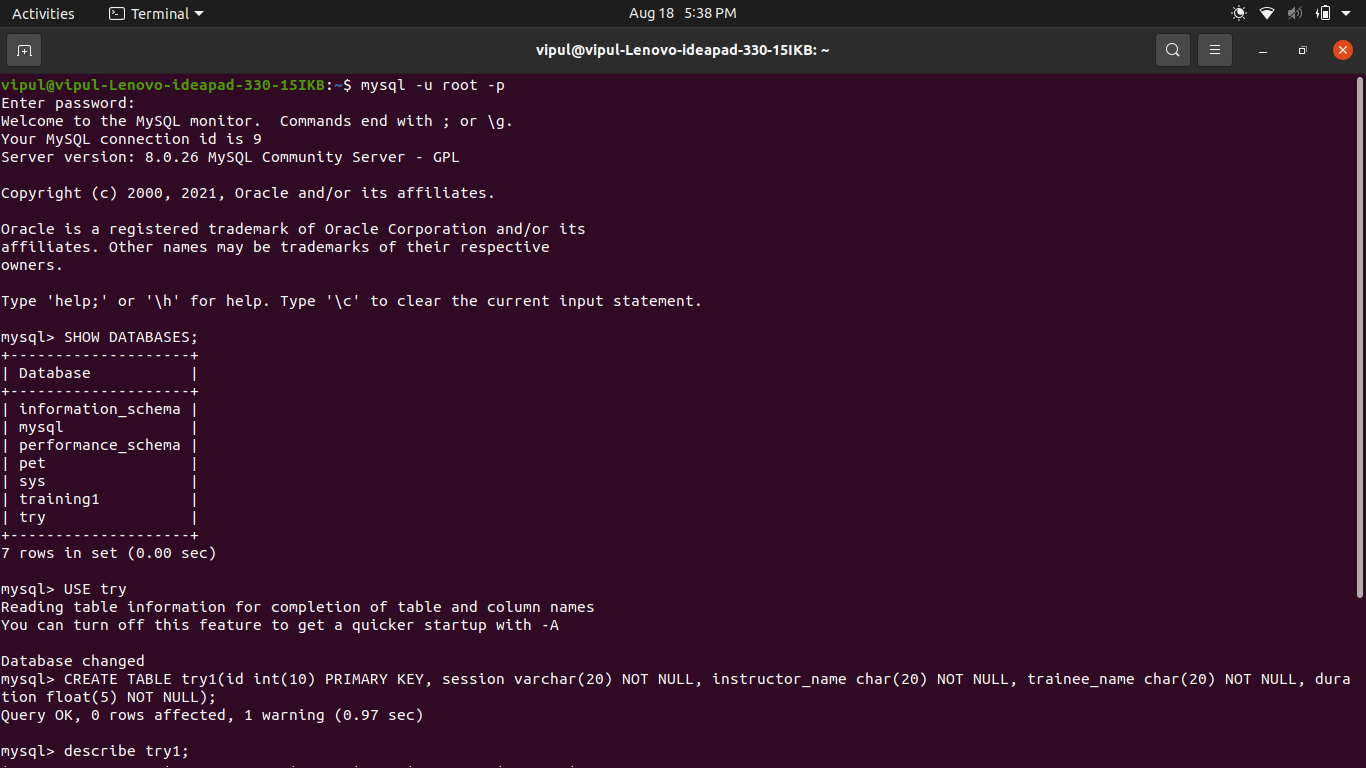 Activities
Terminal
Aug 18 5:38 PM
vipul@vipul-Lenovo-ideapad-330-15IKB: ~
vipul@vipul-Lenovo-ideapad-330-15IKB:~$ mysql -u root -p
Enter password:
Welcome to the MySQL monitor.  Commands end with ; or \g.
Your MySQL connection id is 9
Server version: 8.0.26 MySQL Community Server - GPL

Copyright (c) 2000, 2021, Oracle and/or its affiliates.

Oracle is a registered trademark of Oracle Corporation and/or its
affiliates. Other names may be trademarks of their respective
owners.

Type 'help;' or '\h' for help. Type '\c' to clear the current input statement.

mysql> SHOW DATABASES;
+--------------------+
| Database           |
+--------------------+
| information_schema |
| mysql              |
| performance_schema |
| pet                |
| sys                |
| training1          |
| try                |
+--------------------+
7 rows in set (0.00 sec)

mysql> USE try
Reading table information for completion of table and column names
You can turn off this feature to get a quicker startup with -A

Database changed
mysql> CREATE TABLE try1(id int(10) PRIMARY KEY, session varchar(20) NOT NULL, instructor_name char(20) NOT NULL, trainee_name char(20) NOT NULL, dura
tion float(5) NOT NULL);
Query OK, 0 rows affected, 1 warning (0.97 sec)

mysql> describe try1;